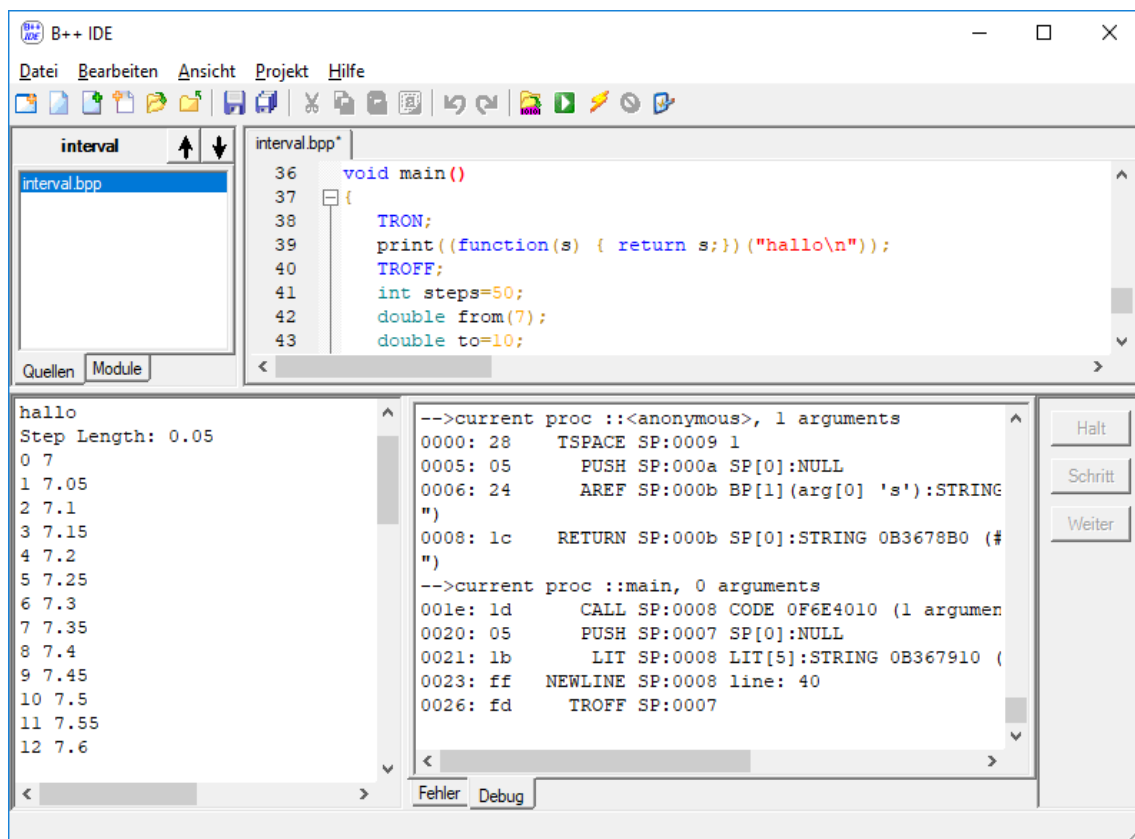 B++ IDE
Datei Bearbeiten Ansicht Projekt Hilfe
interval
interval.bpp
Quellen Module
interval.bpp*
36 void main()
37 {
38 TRON;
39 print((function(s) { return s;})("hallo\n"));
40 TROFF;
41 int steps=50;
42 double from(7);
43 double to=10;
hallo
Step Length: 0.05
0 7
1 7.05
2 7.1
3 7.15
4 7.2
5 7.25
6 7.3
7 7.35
8 7.4
9 7.45
10 7.5
11 7.55
12 7.6
-->current proc ::<anonymous>, 1 arguments
0000: 28 TSPACE SP:0009 1
0005: 05 PUSH SP:000a SP[0]:NULL
0006: 24 AREF SP:000b BP[1](arg[0] 's'):STRING
")
0008: 1c RETURN SP:000b SP[0]:STRING 0B3678B0 (#
")
-->current proc ::main, 0 arguments
001e: 1d CALL SP:0008 CODE 0F6E4010 (1 argumen
0020: 05 PUSH SP:0007 SP[0]:NULL
0021: 1b LIT SP:0008 LIT[5]:STRING 0B367910 (
0023: ff NEWLINE SP:0008 line: 40
0026: fd TROFF SP:0007
Fehler Debug
Halt
Schritt
Weiter